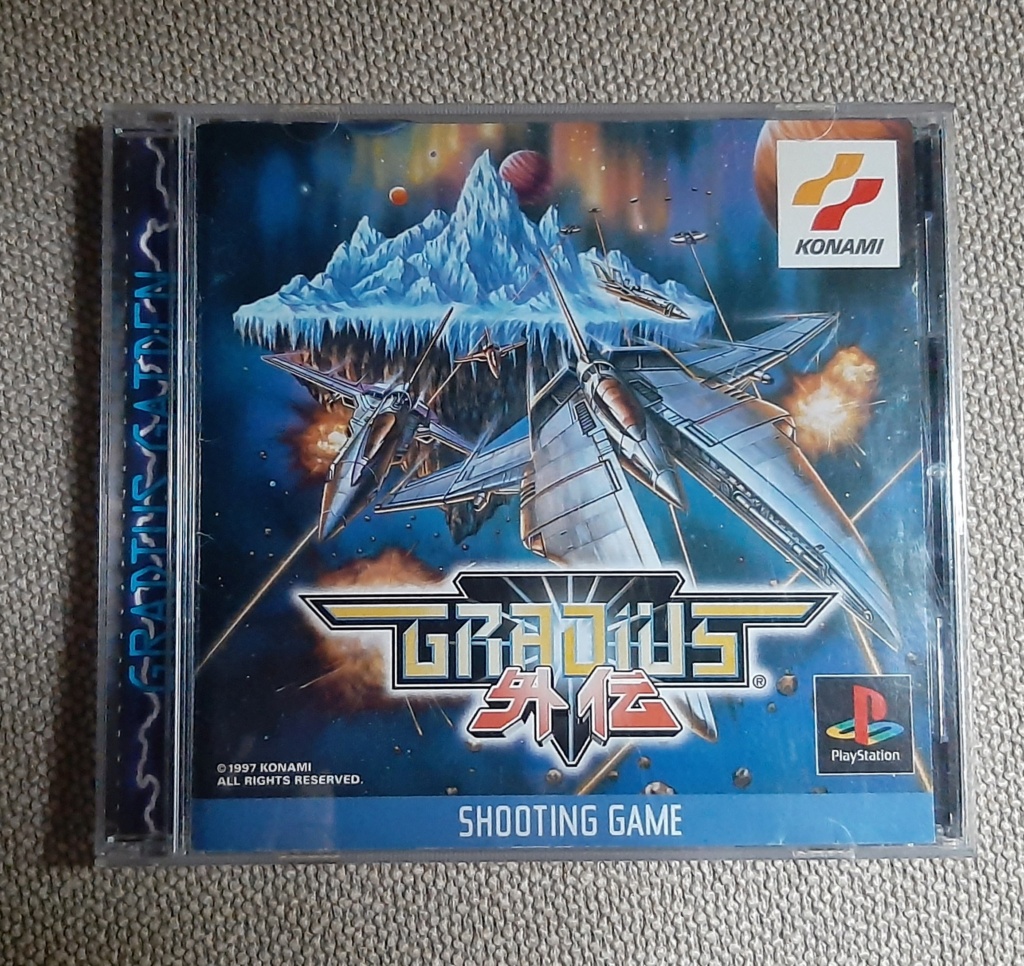 GRADIUS GAIDEN
KONAMI
GRADIUS
外伝
®
PlayStation
©1997 KONAMI
ALL RIGHTS RESERVED.
SHOOTING GAME